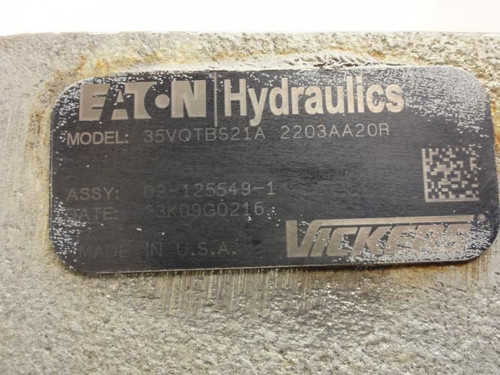 EATON Hydraulics
MODEL: 35VQTBS21A 2203AA20R
ASSY: 02-125549-1
DATE: 23K09G0216
MADE IN U.S.A.
VICKERS